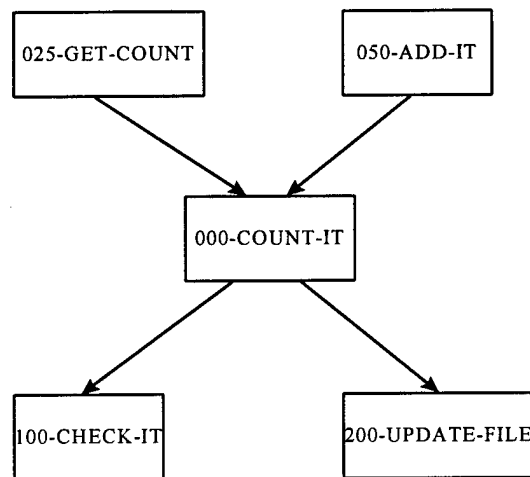 025-GET-COUNT
050-ADD-IT
000-COUNT-IT
100-CHECK-IT
200-UPDATE-FILE